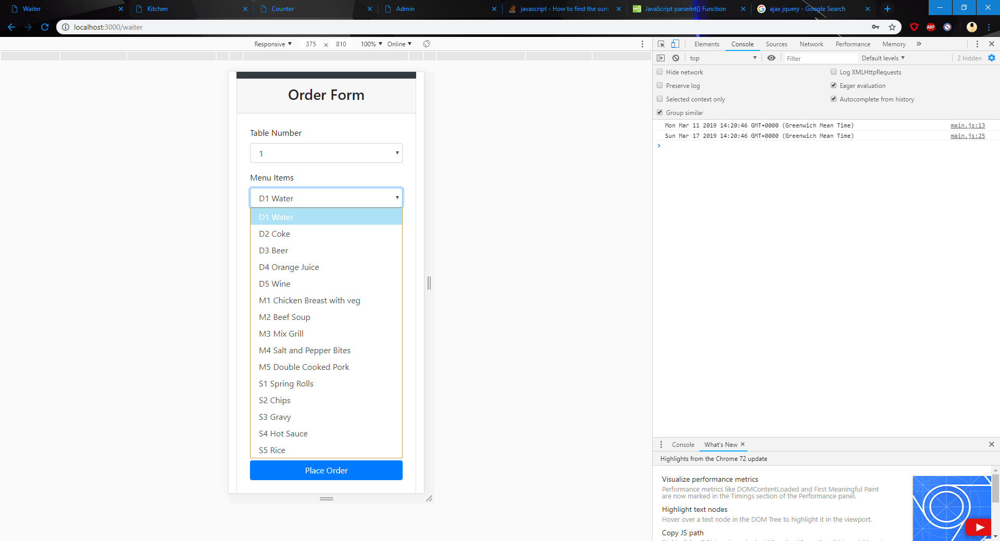 Waiter
Kitchen
Counter
Admin
javascript - How to find the sum
JavaScript parseInt() Function
ajax jquery - Google Search
localhost:3000/waiter
ABP
Responsive 375 x 810 100% Online
Elements Console Sources Network Performance Memory
top Filter Default levels 2 hidden
Hide network Log XMLHttpRequests
Preserve log Eager evaluation
Selected context only Autocomplete from history
Group similar
Mon Mar 11 2019 14:20:46 GMT+0000 (Greenwich Mean Time) main.js:13
Sun Mar 17 2019 14:20:46 GMT+0000 (Greenwich Mean Time) main.js:25
Order Form
Table Number
1
Menu Items
D1 Water
D1 Water
D2 Coke
D3 Beer
D4 Orange Juice
D5 Wine
M1 Chicken Breast with veg
M2 Beef Soup
M3 Mix Grill
M4 Salt and Pepper Bites
M5 Double Cooked Pork
S1 Spring Rolls
S2 Chips
S3 Gravy
S4 Hot Sauce
S5 Rice
Place Order
Console What's New
Highlights from the Chrome 72 update
Visualize performance metrics
Performance metrics like DOMContentLoaded and First Meaningful Paint
are now marked in the Timings section of the Performance panel.
Highlight text nodes
Hover over a text node in the DOM Tree to highlight it in the viewport.
Copy JS path